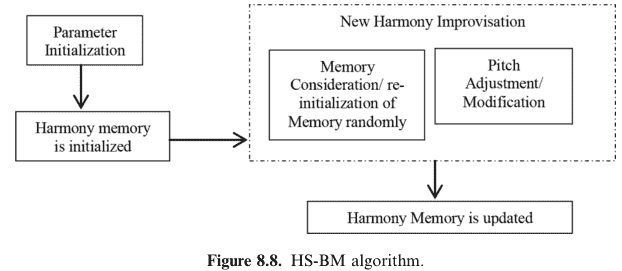 Parameter
Initialization
Harmony memory
is initialized
New Harmony Improvisation
Memory
Consideration/ re-
initialization of
Memory randomly
Pitch
Adjustment/
Modification
Harmony Memory is updated
Figure 8.8. HS-BM algorithm.